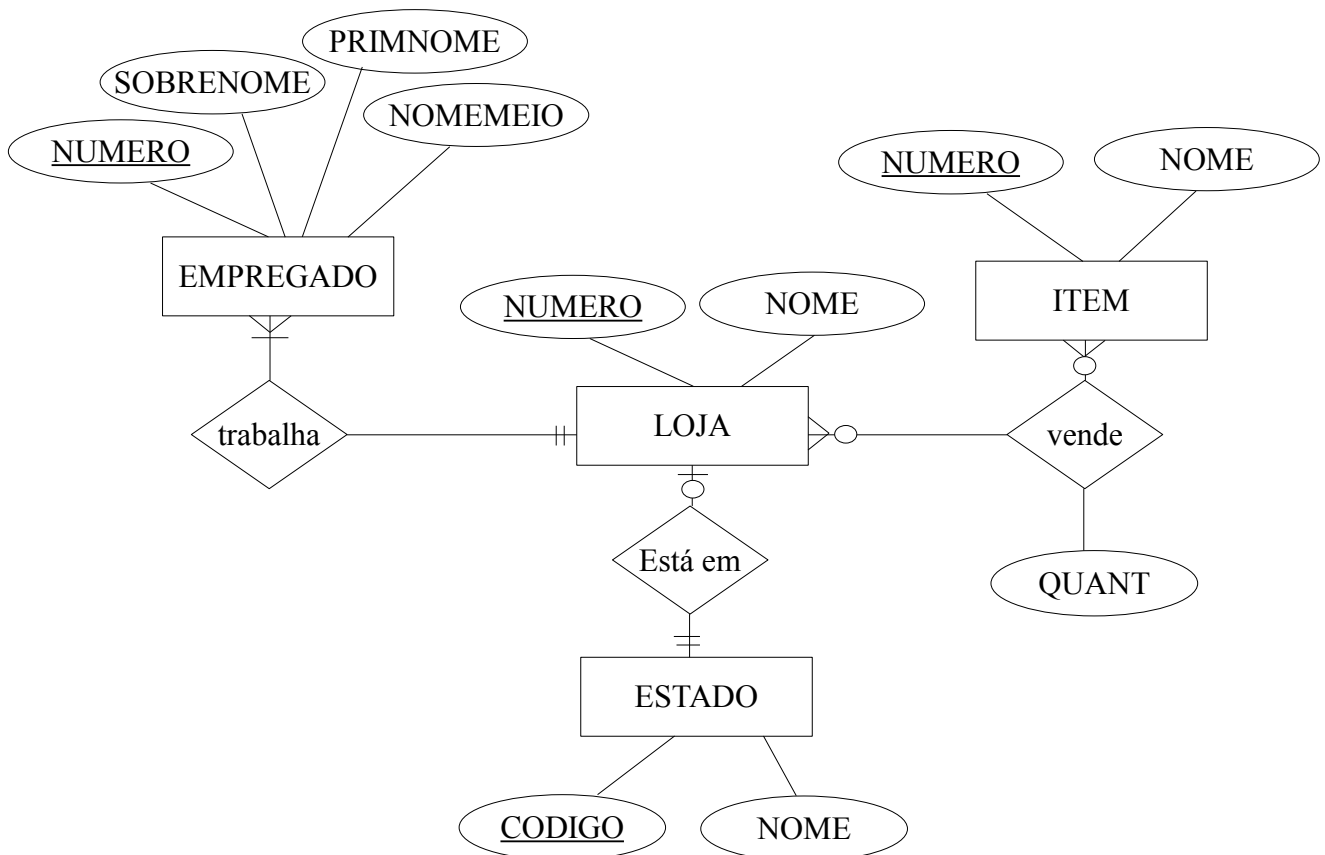 PRIMNOME
SOBRENOME
NOMEMEIO
NUMERO
NUMERO
NOME
EMPREGADO
ITEM
NUMERO
NOME
trabalha
LOJA
vende
Está em
QUANT
ESTADO
CODIGO
NOME